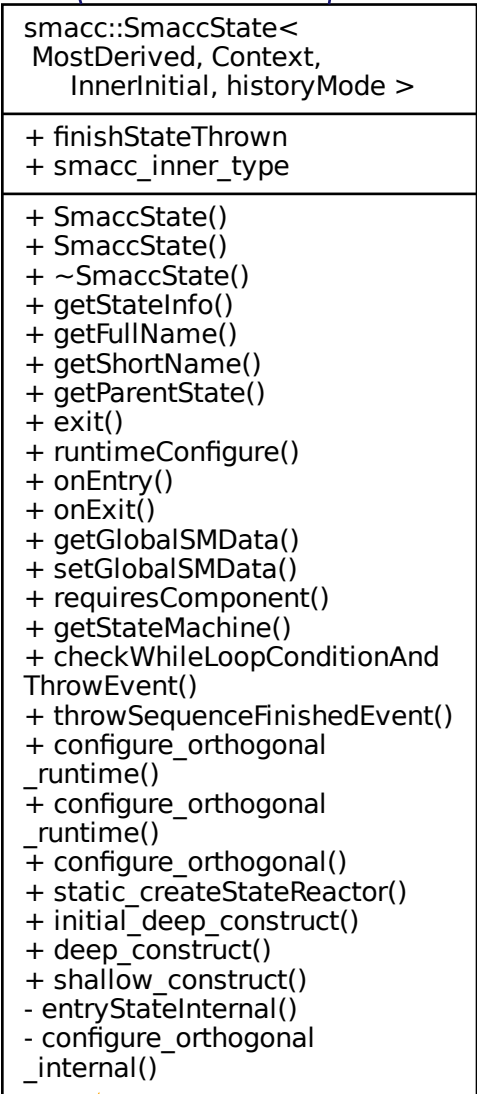 smacc::SmaccState<
MostDerived, Context,
InnerInitial, historyMode >
+ finishStateThrown
+ smacc_inner_type
+ SmaccState()
+ SmaccState()
+ ~SmaccState()
+ getStateInfo()
+ getFullName()
+ getShortName()
+ getParentState()
+ exit()
+ runtimeConfigure()
+ onEntry()
+ onExit()
+ getGlobalSMData()
+ setGlobalSMData()
+ requiresComponent()
+ getStateMachine()
+ checkWhileLoopConditionAnd
ThrowEvent()
+ throwSequenceFinishedEvent()
+ configure_orthogonal
_runtime()
+ configure_orthogonal
_runtime()
+ configure_orthogonal()
+ static_createStateReactor()
+ initial_deep_construct()
+ deep_construct()
+ shallow_construct()
- entryStateInternal()
- configure_orthogonal
_internal()